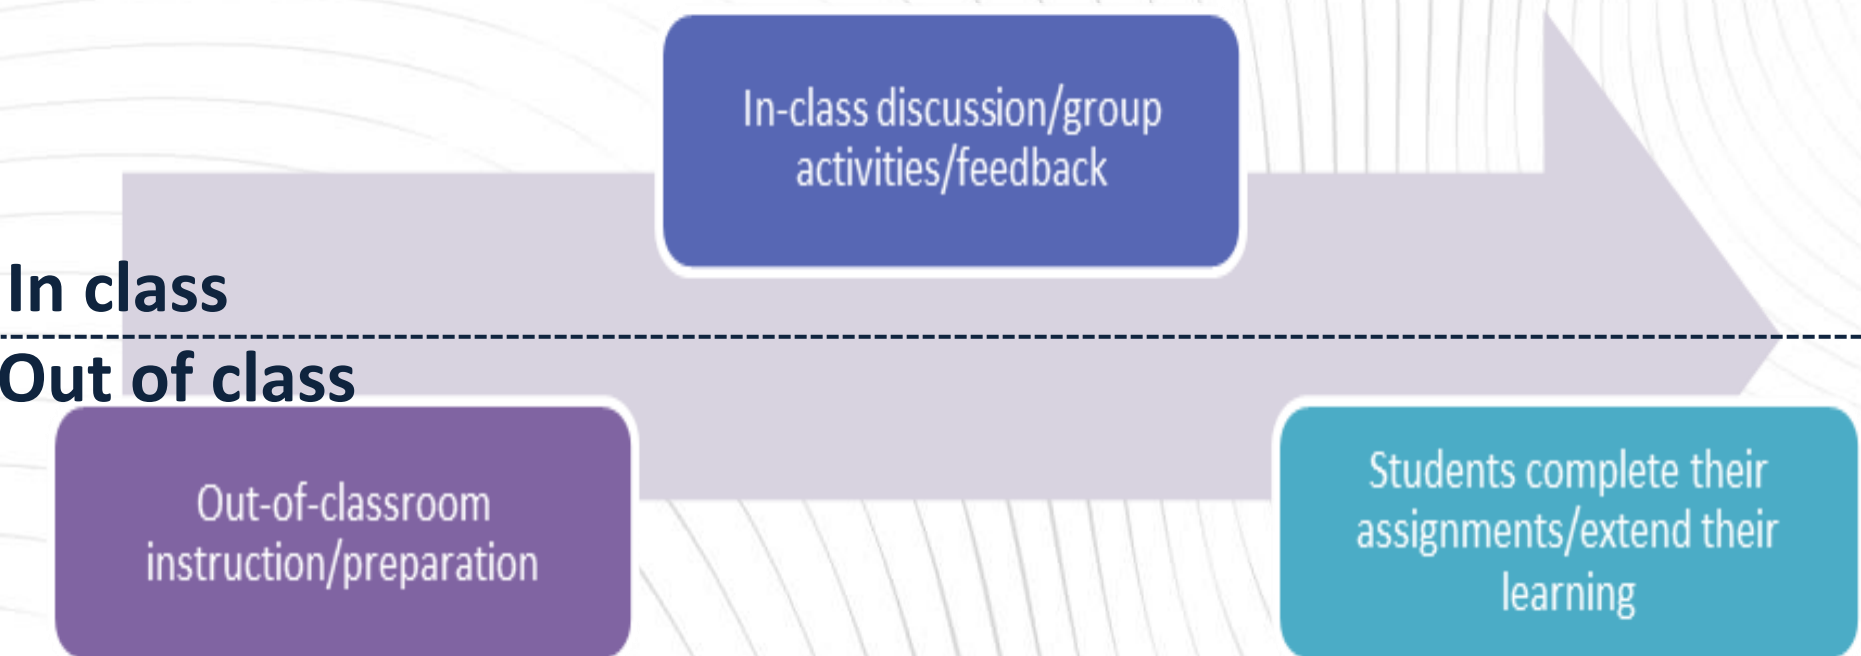 In-class discussion/group
activities/feedback
In class
Out of class
Out-of-classroom
instruction/preparation
Students complete their
assignments/extend their
learning